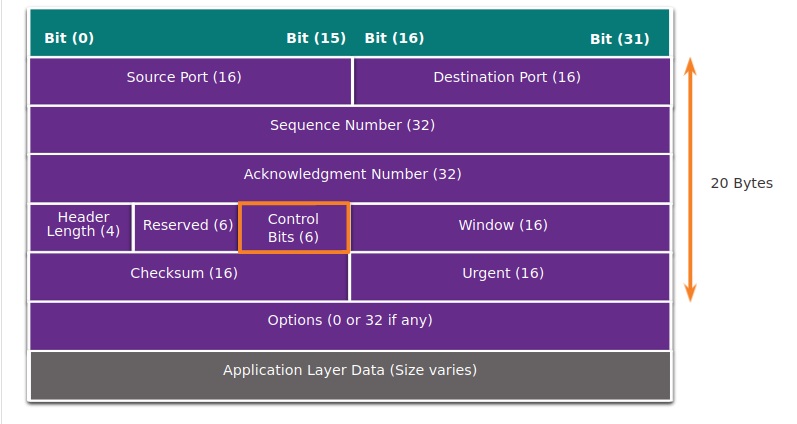 Bit (0) Bit (15) Bit (16) Bit (31)
Source Port (16) Destination Port (16)
Sequence Number (32)
Acknowledgment Number (32)
20 Bytes
Header
Length (4)
Reserved (6)
Control
Bits (6)
Window (16)
Checksum (16) Urgent (16)
Options (0 or 32 if any)
Application Layer Data (Size varies)